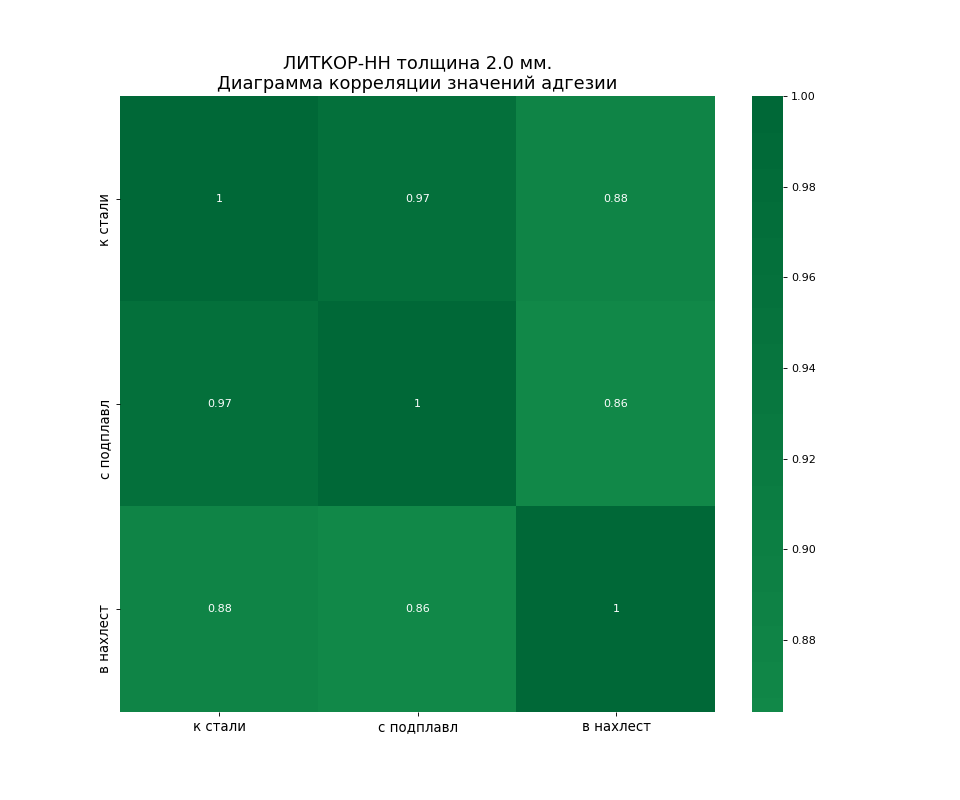 ЛИТКОР-НН толщина 2.0 мм.
Диаграмма корреляции значений адгезии
к стали
1
0.97
0.88
с подплавл
0.97
1
0.86
в нахлест
0.88
0.86
1
к стали
с подплавл
в нахлест
1.00
0.98
0.96
0.94
0.92
0.90
0.88